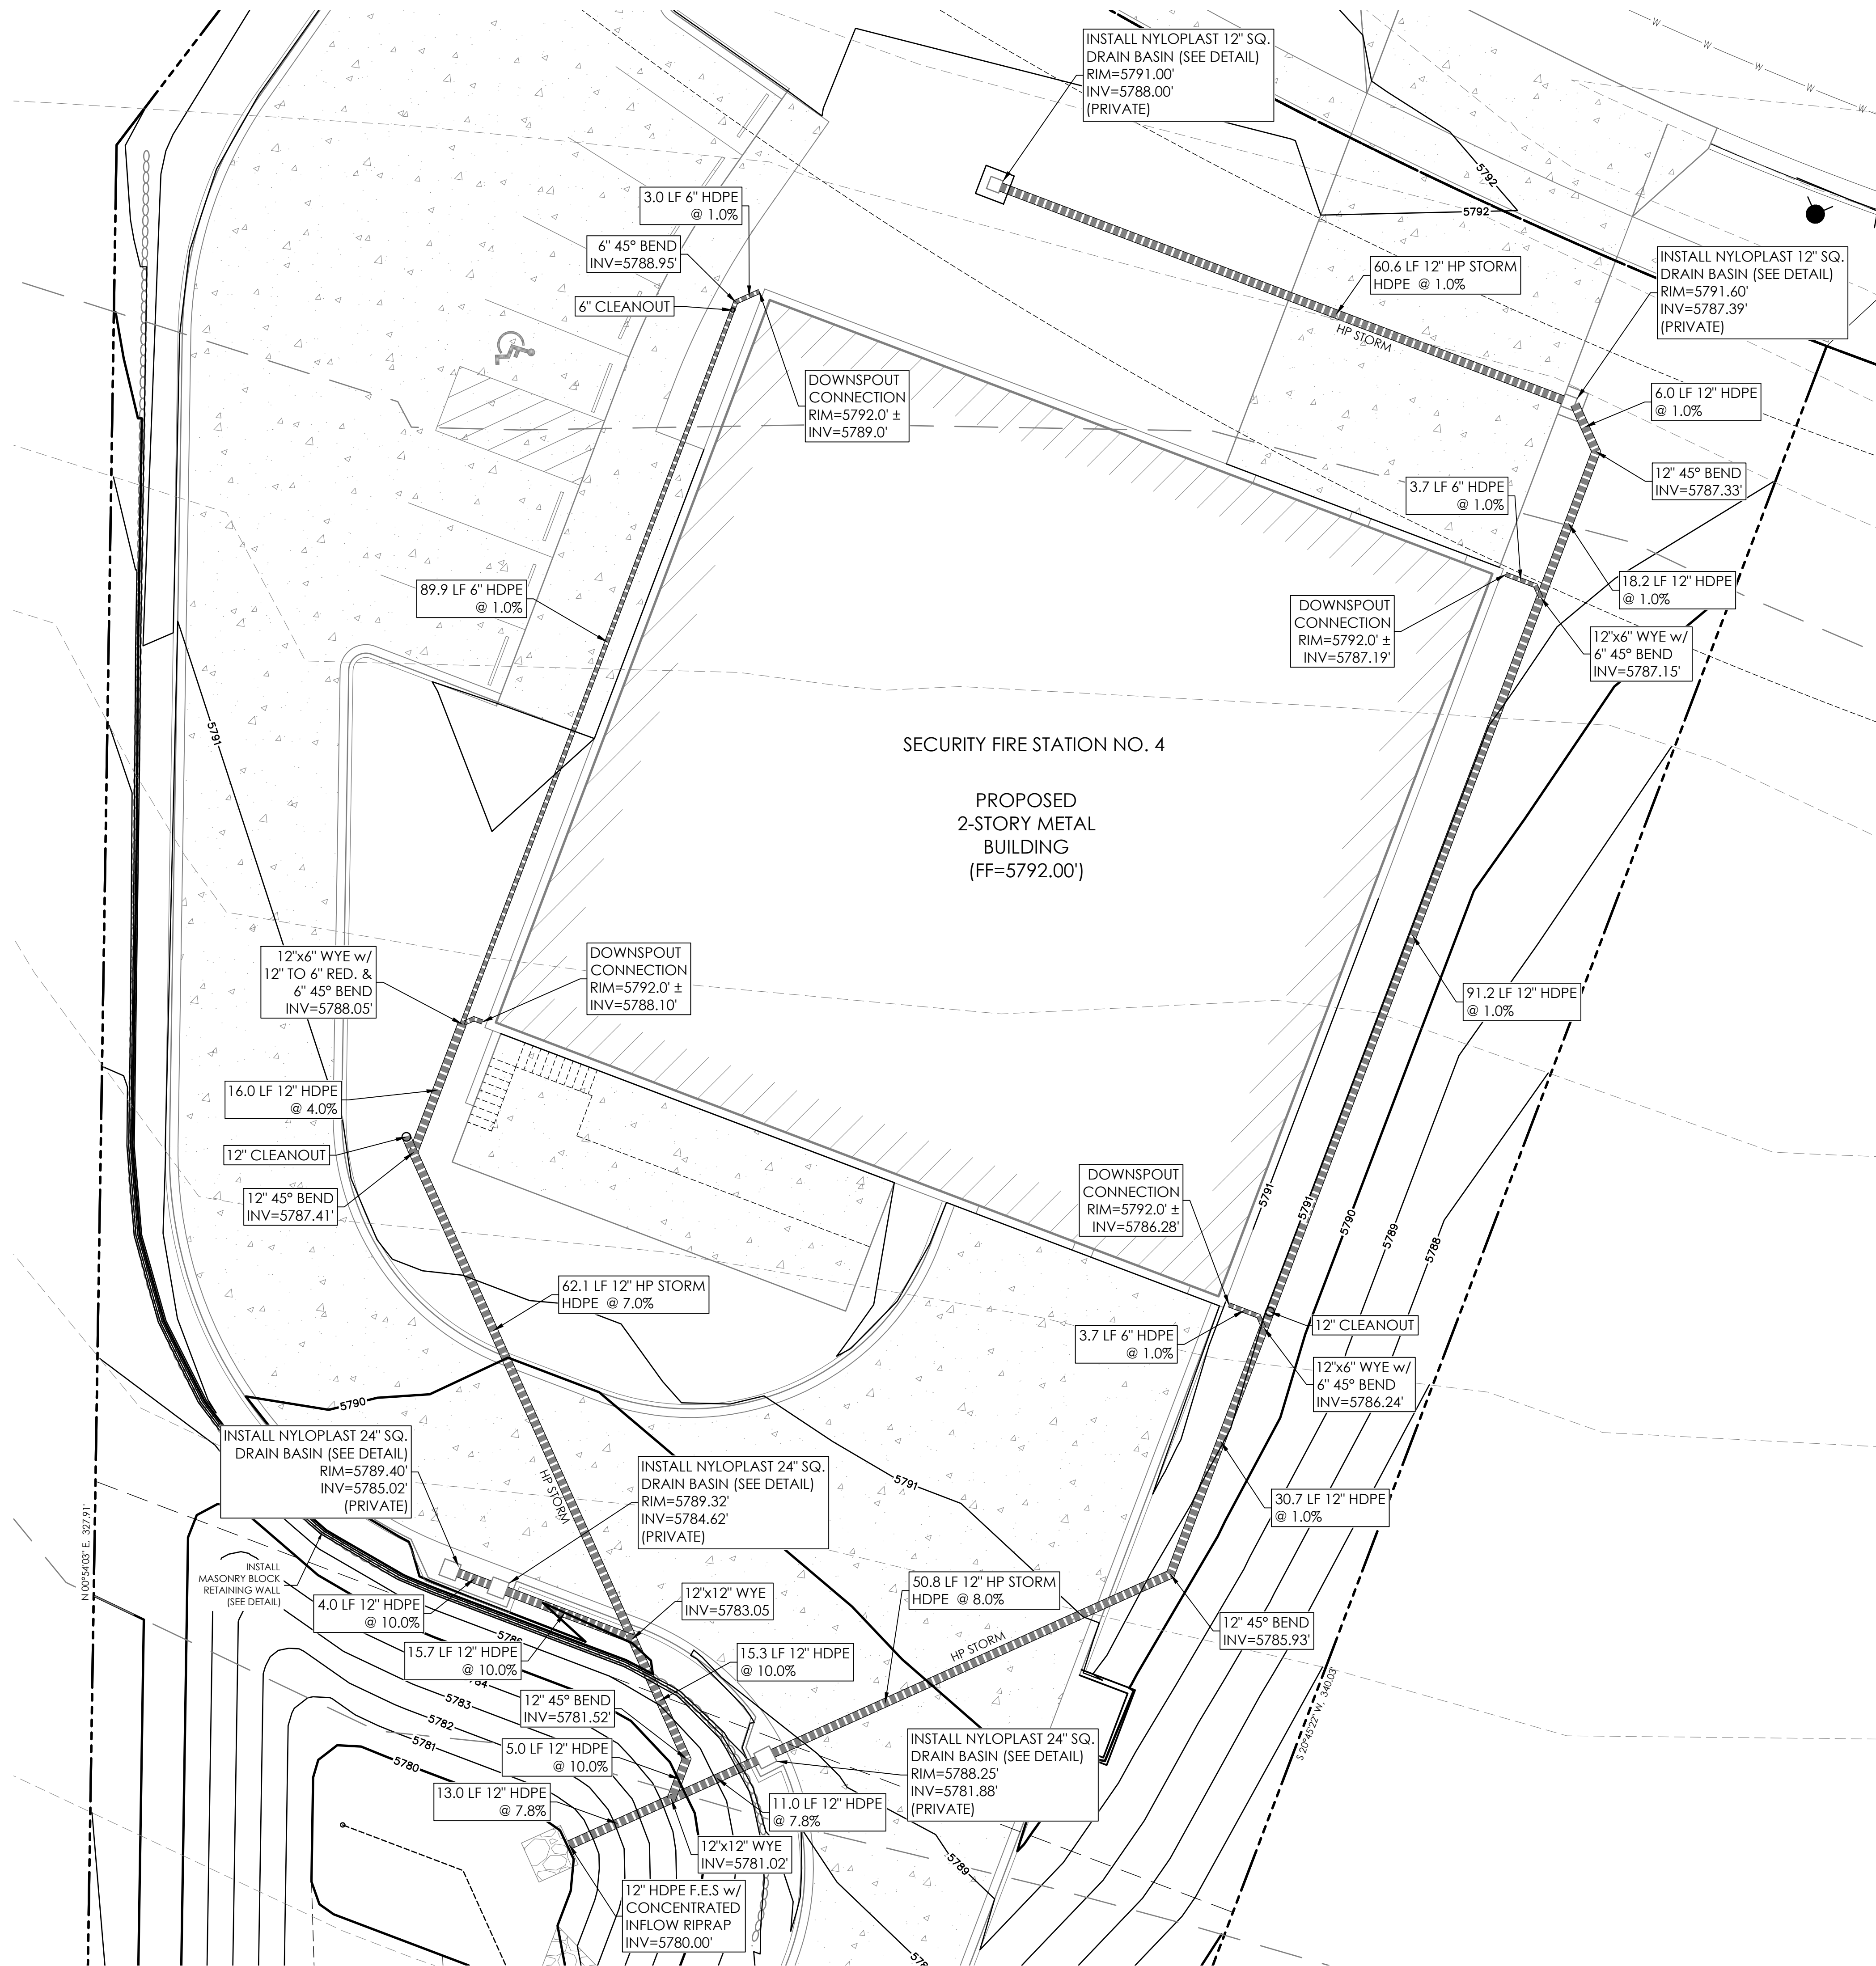 INSTALL NYLOPLAST 12" SQ.
DRAIN BASIN (SEE DETAIL)
RIM=5791.00'
INV=5788.00'
(PRIVATE)
W
W
W
W
W
5792
5792
3.0 LF 6" HDPE
@ 1.0%
6" 45° BEND
INV=5788.95'
6" CLEANOUT
60.6 LF 12" HP STORM
HDPE @ 1.0%
HP STORM
INSTALL NYLOPLAST 12" SQ.
DRAIN BASIN (SEE DETAIL)
RIM=5791.60'
INV=5787.39'
(PRIVATE)
DOWNSPOUT
CONNECTION
RIM=5792.0' ±
INV=5789.0'
6.0 LF 12" HDPE
@ 1.0%
12" 45° BEND
INV=5787.33'
3.7 LF 6" HDPE
@ 1.0%
89.9 LF 6" HDPE
@ 1.0%
18.2 LF 12" HDPE
@ 1.0%
DOWNSPOUT
CONNECTION
RIM=5792.0' ±
INV=5787.19'
12"x6" WYE w/
6" 45° BEND
INV=5787.15'
5791
SECURITY FIRE STATION NO. 4
PROPOSED
2-STORY METAL
BUILDING
(FF=5792.00')
12"x6" WYE w/
12" TO 6" RED. &
6" 45° BEND
INV=5788.05'
DOWNSPOUT
CONNECTION
RIM=5792.0' ±
INV=5788.10'
91.2 LF 12" HDPE
@ 1.0%
16.0 LF 12" HDPE
@ 4.0%
12" CLEANOUT
12" 45° BEND
INV=5787.41'
DOWNSPOUT
CONNECTION
RIM=5792.0' ±
INV=5786.28'
5791
5791
5790
5789
5788
62.1 LF 12" HP STORM
HDPE @ 7.0%
3.7 LF 6" HDPE
@ 1.0%
12" CLEANOUT
12"x6" WYE w/
6" 45° BEND
INV=5786.24'
5790
INSTALL NYLOPLAST 24" SQ.
DRAIN BASIN (SEE DETAIL)
RIM=5789.40'
INV=5785.02'
(PRIVATE)
HP STORM
INSTALL NYLOPLAST 24" SQ.
DRAIN BASIN (SEE DETAIL)
RIM=5789.32'
INV=5784.62'
(PRIVATE)
5791
30.7 LF 12" HDPE
@ 1.0%
N 00°54'03" E, 327.91'
INSTALL
MASONRY BLOCK
RETAINING WALL
(SEE DETAIL)
4.0 LF 12" HDPE
@ 10.0%
12"x12" WYE
INV=5783.05
50.8 LF 12" HP STORM
HDPE @ 8.0%
HP STORM
12" 45° BEND
INV=5785.93'
15.7 LF 12" HDPE
@ 10.0%
15.3 LF 12" HDPE
@ 10.0%
5783
5782
5781
5780
12" 45° BEND
INV=5781.52'
5.0 LF 12" HDPE
@ 10.0%
13.0 LF 12" HDPE
@ 7.8%
INSTALL NYLOPLAST 24" SQ.
DRAIN BASIN (SEE DETAIL)
RIM=5788.25'
INV=5781.88'
(PRIVATE)
S 20°45'22" W, 340.03'
11.0 LF 12" HDPE
@ 7.8%
12"x12" WYE
INV=5781.02'
5789
12" HDPE F.E.S w/
CONCENTRATED
INFLOW RIPRAP
INV=5780.00'